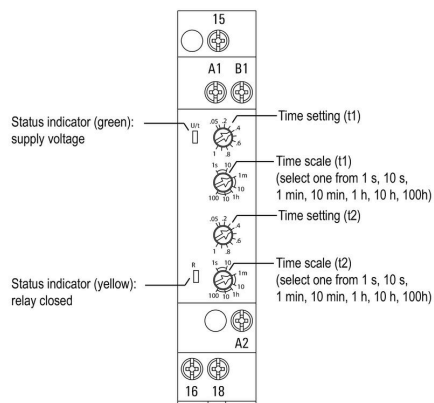 15
A1 B1
Status indicator (green):
supply voltage
U/t
.05 .2 .4 .6 .8 1
Time setting (t1)
1s 10 1m 10 1h 10 100
Time scale (t1)
(select one from 1 s, 10 s,
1 min, 10 min, 1 h, 10 h, 100h)
.05 .2 .4 .6 .8 1
Time setting (t2)
Status indicator (yellow):
relay closed
R
1s 10 1m 10 1h 10 100
Time scale (t2)
(select one from 1 s, 10 s,
1 min, 10 min, 1 h, 10 h, 100h)
A2
16 18